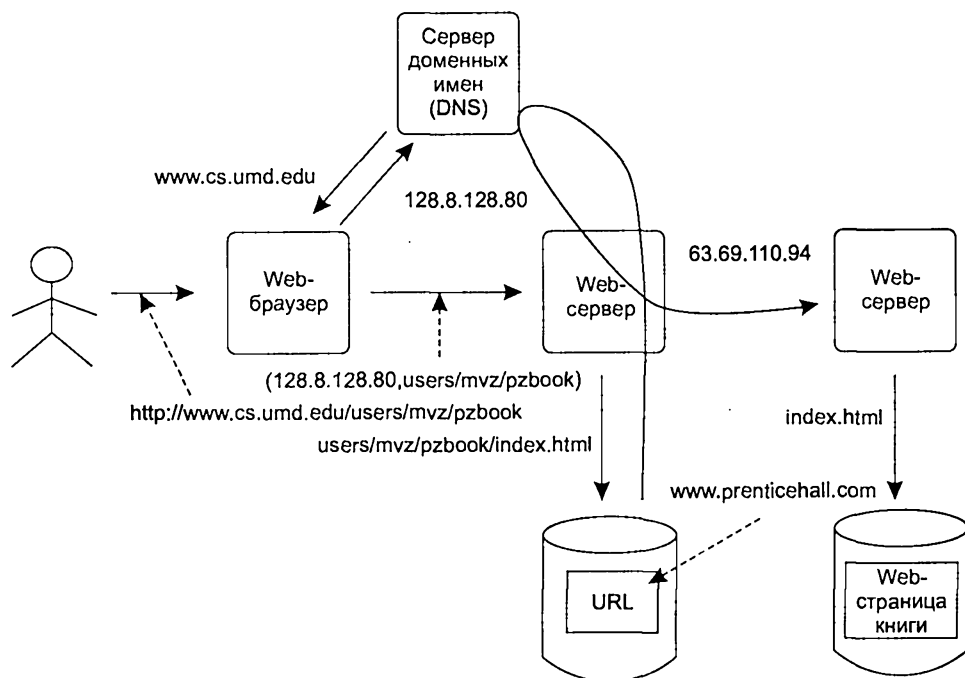 Сервер
доменных
имен
(DNS)
www.cs.umd.edu
128.8.128.80
Web-
браузер
Web-
сервер
63.69.110.94
Web-
сервер
(128.8.128.80,users/mvz/pzbook)
http://www.cs.umd.edu/users/mvz/pzbook
users/mvz/pzbook/index.html
index.html
www.prenticehall.com
URL
Web-
страница
книги